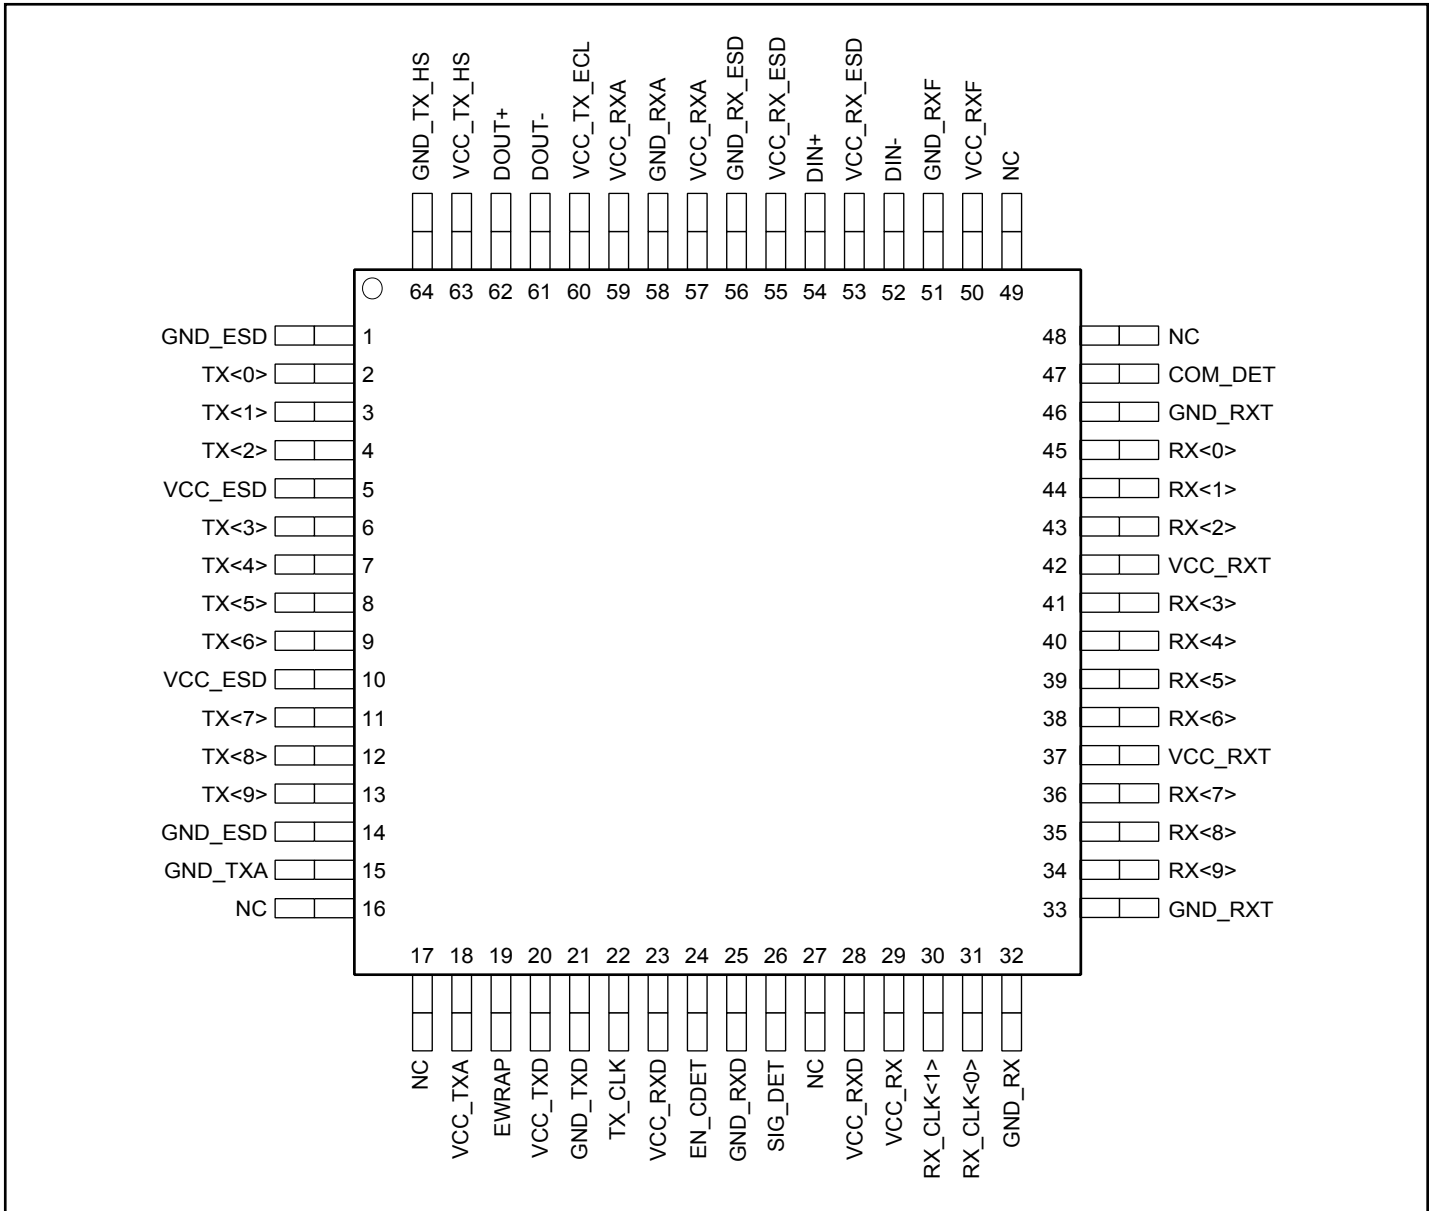 GND_TX_HS
VCC_TX_HS
DOUT+
DOUT-
VCC_TX_ECL
VCC_RXA
GND_RXA
VCC_RXA
GND_RX_ESD
VCC_RX_ESD
DIN+
VCC_RX_ESD
DIN-
GND_RXF
VCC_RXF
NC
64 63 62 61 60 59 58 57 56 55 54 53 52 51 50 49
GND_ESD 1 48 NC
TX<0> 2 47 COM_DET
TX<1> 3 46 GND_RXT
TX<2> 4 45 RX<0>
VCC_ESD 5 44 RX<1>
TX<3> 6 43 RX<2>
TX<4> 7 42 VCC_RXT
TX<5> 8 41 RX<3>
TX<6> 9 40 RX<4>
VCC_ESD 10 39 RX<5>
TX<7> 11 38 RX<6>
TX<8> 12 37 VCC_RXT
TX<9> 13 36 RX<7>
GND_ESD 14 35 RX<8>
GND_TXA 15 34 RX<9>
NC 16 33 GND_RXT
17 18 19 20 21 22 23 24 25 26 27 28 29 30 31 32
NC
VCC_TXA
EWRAP
VCC_TXD
GND_TXD
TX_CLK
VCC_RXD
EN_CDET
GND_RXD
SIG_DET
NC
VCC_RXD
VCC_RX
RX_CLK<1>
RX_CLK<0>
GND_RX